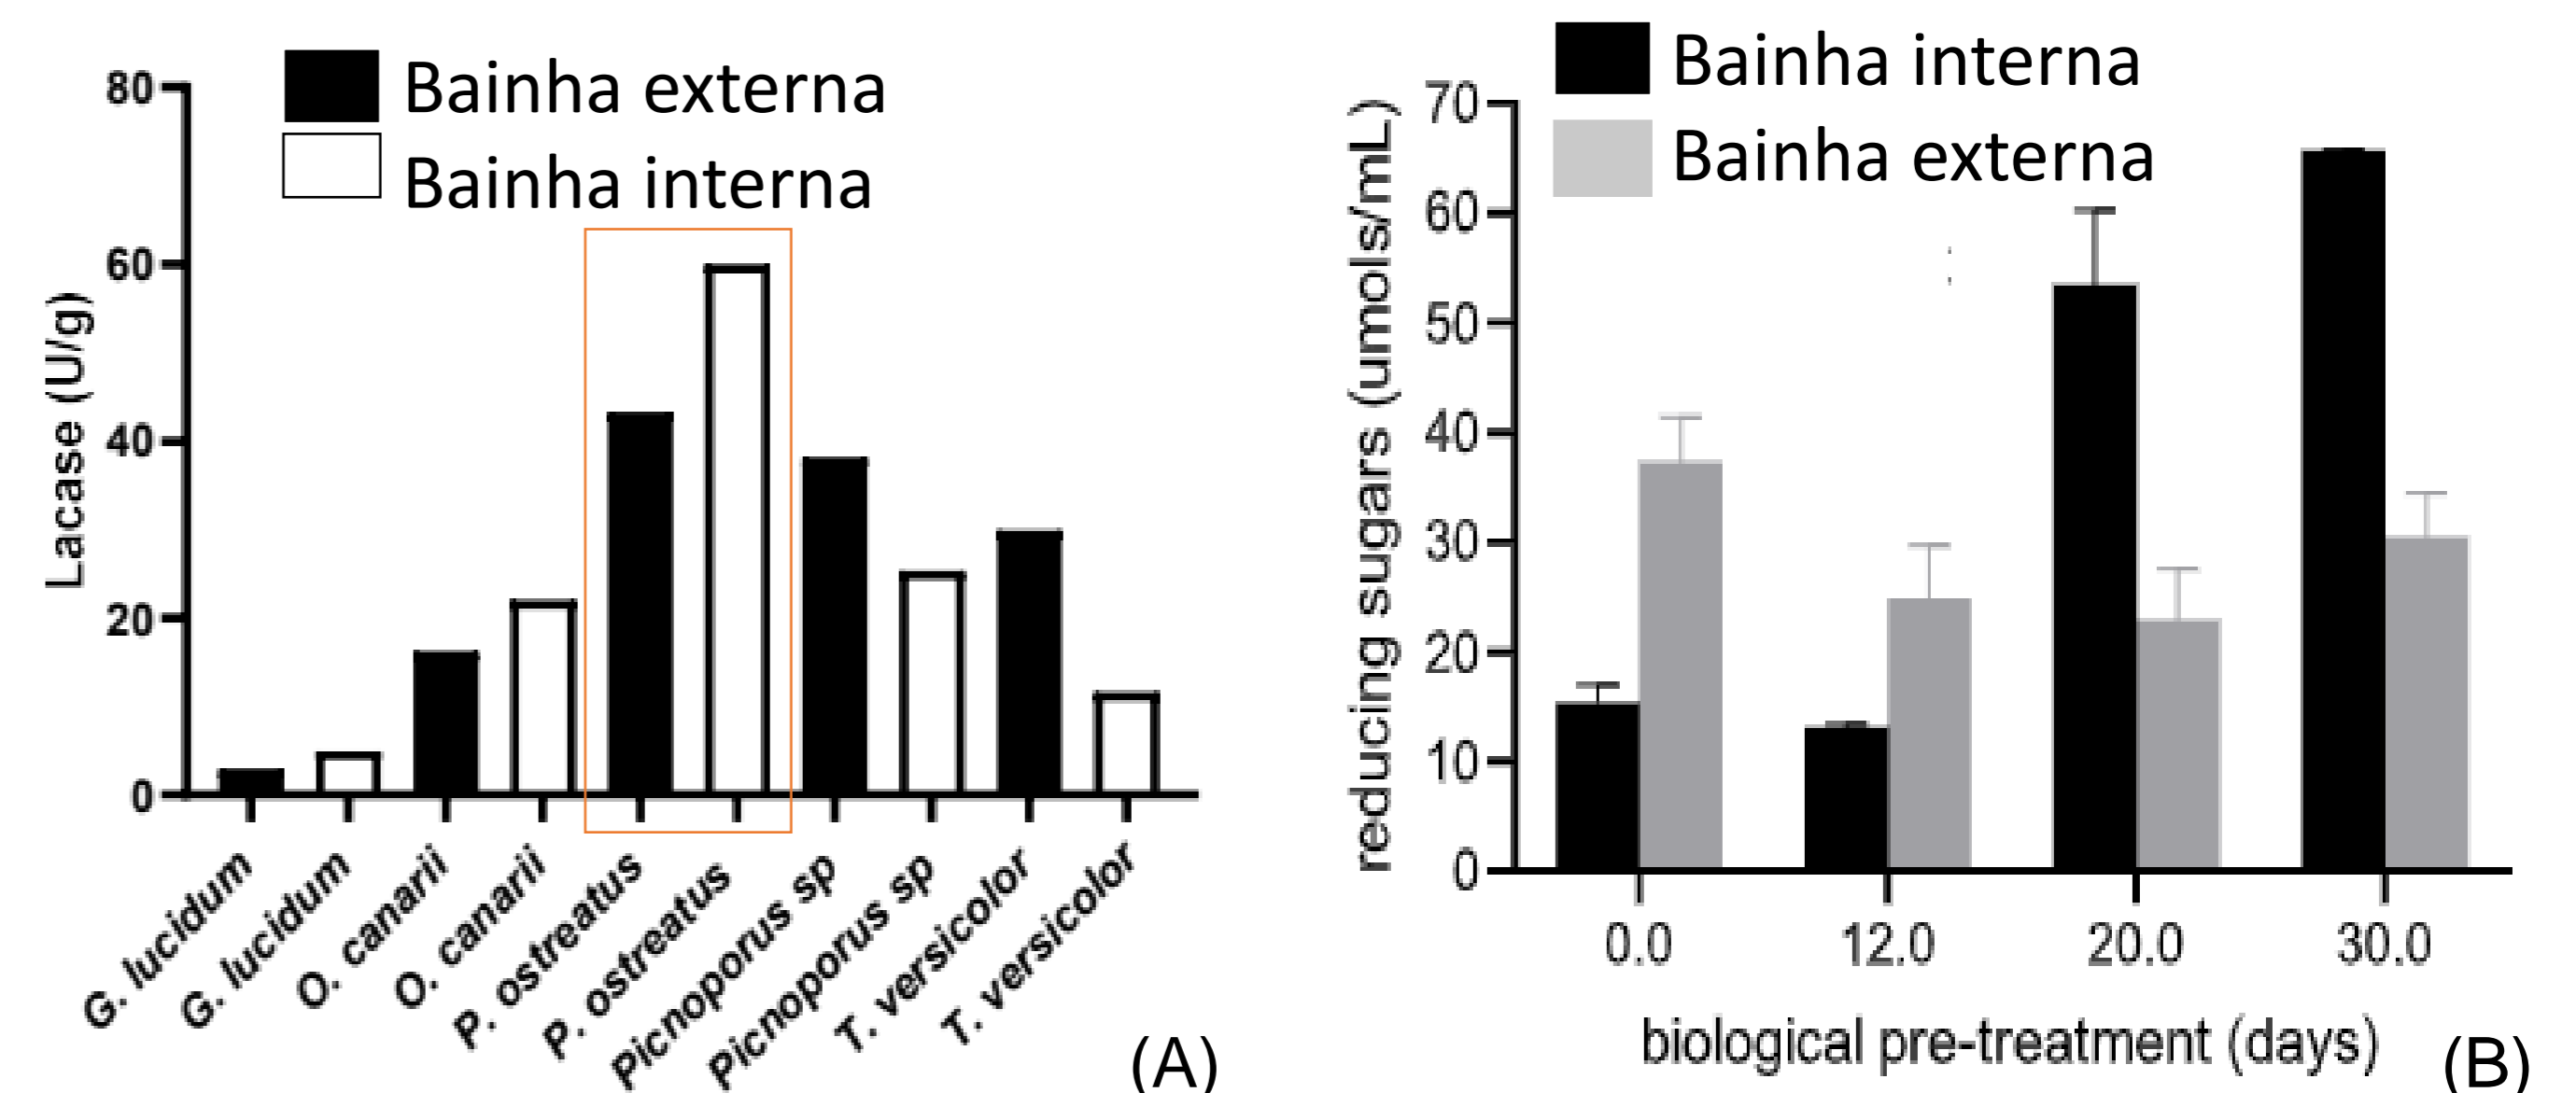 Bainha externa
Bainha interna
80
60
40
20
0
Lacase (U/g)
G. lucidum
G. lucidum
O. canarii
O. canarii
P. ostreatus
P. ostreatus
Picnoporus sp
Picnoporus sp
T. versicolor
T. versicolor
(A)
Bainha interna
Bainha externa
70
60
50
40
30
20
10
0
reducing sugars (umols/mL)
0.0
12.0
20.0
30.0
biological pre-treatment (days)
(B)